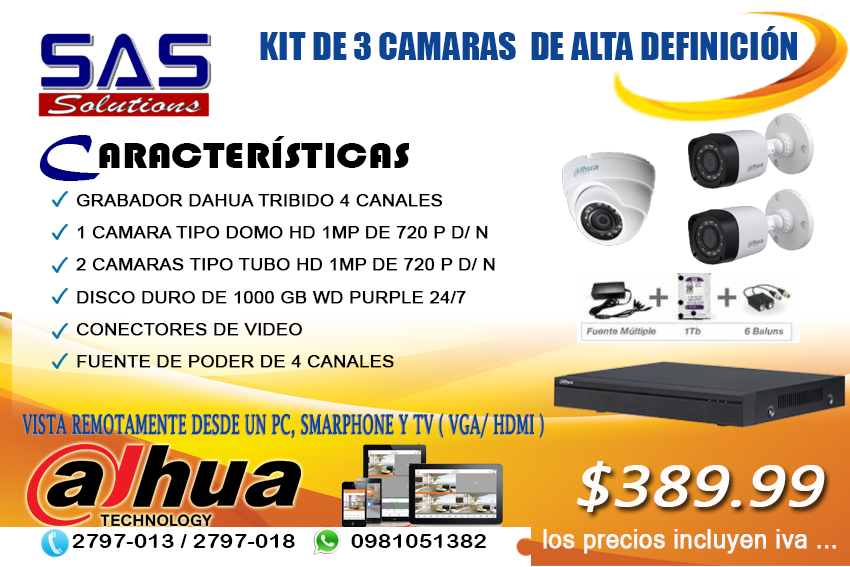 SAS
Solutions
KIT DE 3 CAMARAS DE ALTA DEFINICIÓN
CARACTERÍSTICAS
GRABADOR DAHUA TRIBIDO 4 CANALES
1 CAMARA TIPO DOMO HD 1MP DE 720 P D/ N
2 CAMARAS TIPO TUBO HD 1MP DE 720 P D/ N
DISCO DURO DE 1000 GB WD PURPLE 24/7
CONECTORES DE VIDEO
FUENTE DE PODER DE 4 CANALES
alhua
alhua
alhua
Fuente Múltiple
1Tb
6 Baluns
alhua
VISTA REMOTAMENTE DESDE UN PC, SMARPHONE Y TV ( VGA/ HDMI )
alhua
TECHNOLOGY
$389.99
2797-013 / 2797-018
0981051382
los precios incluyen iva ...